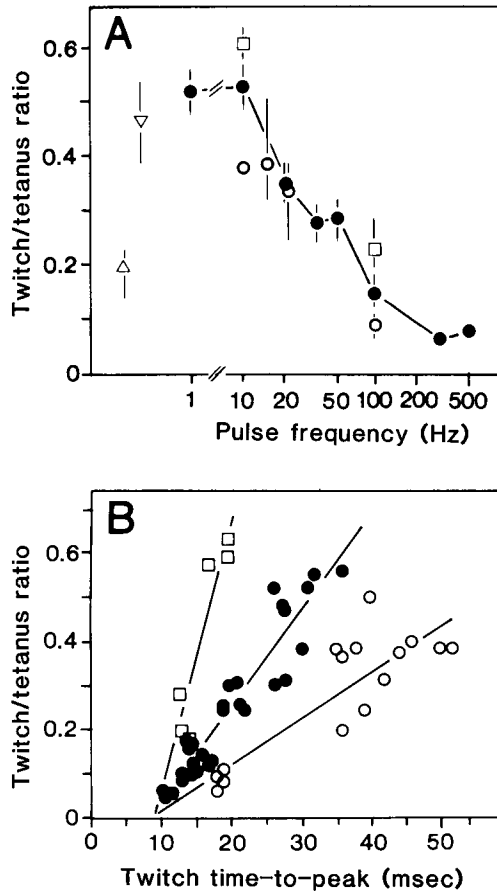 A
Twitch/tetanus ratio
0.6
0.4
0.2
0
1 10 20 50 100 200 500
Pulse frequency (Hz)
B
Twitch/tetanus ratio
0.6
0.4
0.2
0
0 10 20 30 40 50
Twitch time-to-peak (msec)